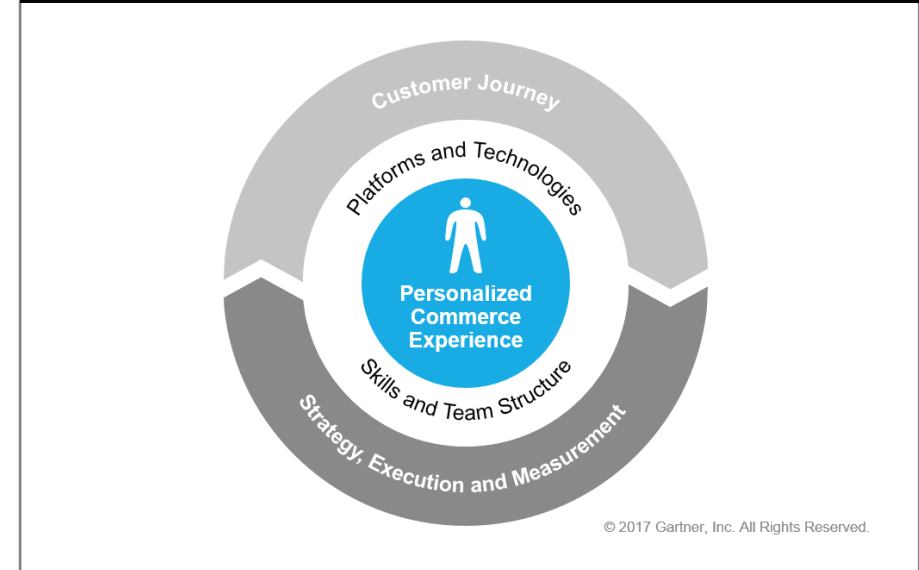 Customer Journey
Platforms and Technologies
Personalized
Commerce
Experience
Skills and Team Structure
Strategy, Execution and Measurement
© 2017 Gartner, Inc. All Rights Reserved.